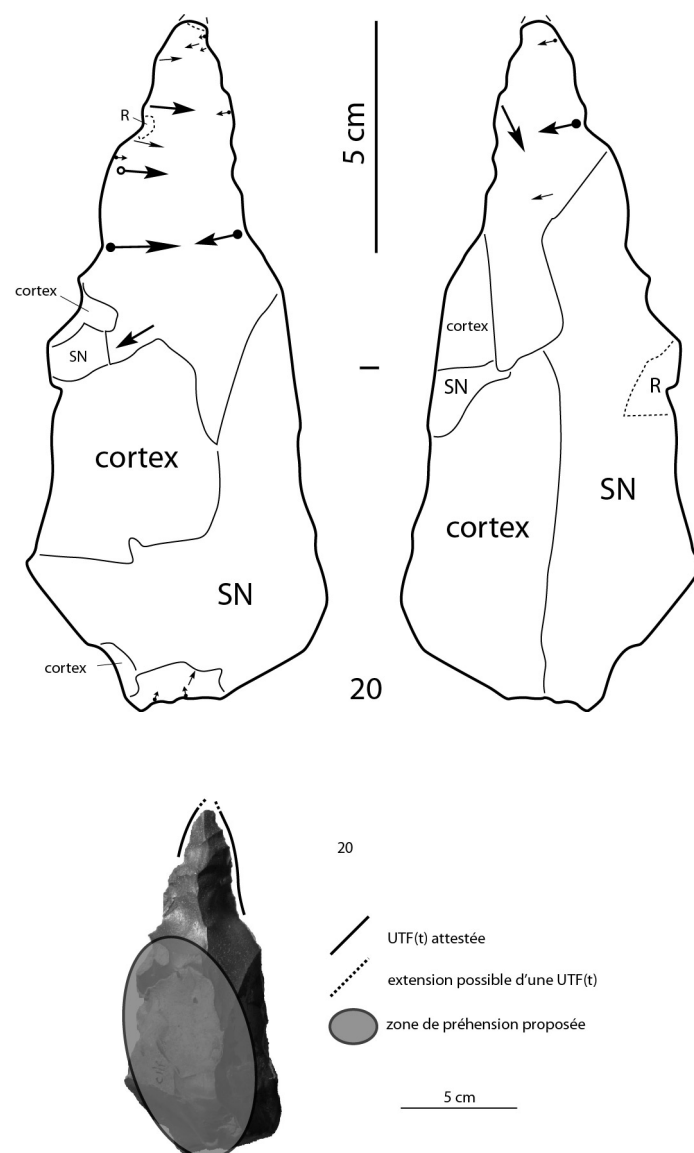 R
5 cm
cortex
SN
cortex
SN
cortex
20
cortex
SN
R
SN
cortex
20
UTF(t) attestée
extension possible d'une UTF(t)
zone de préhension proposée
5 cm